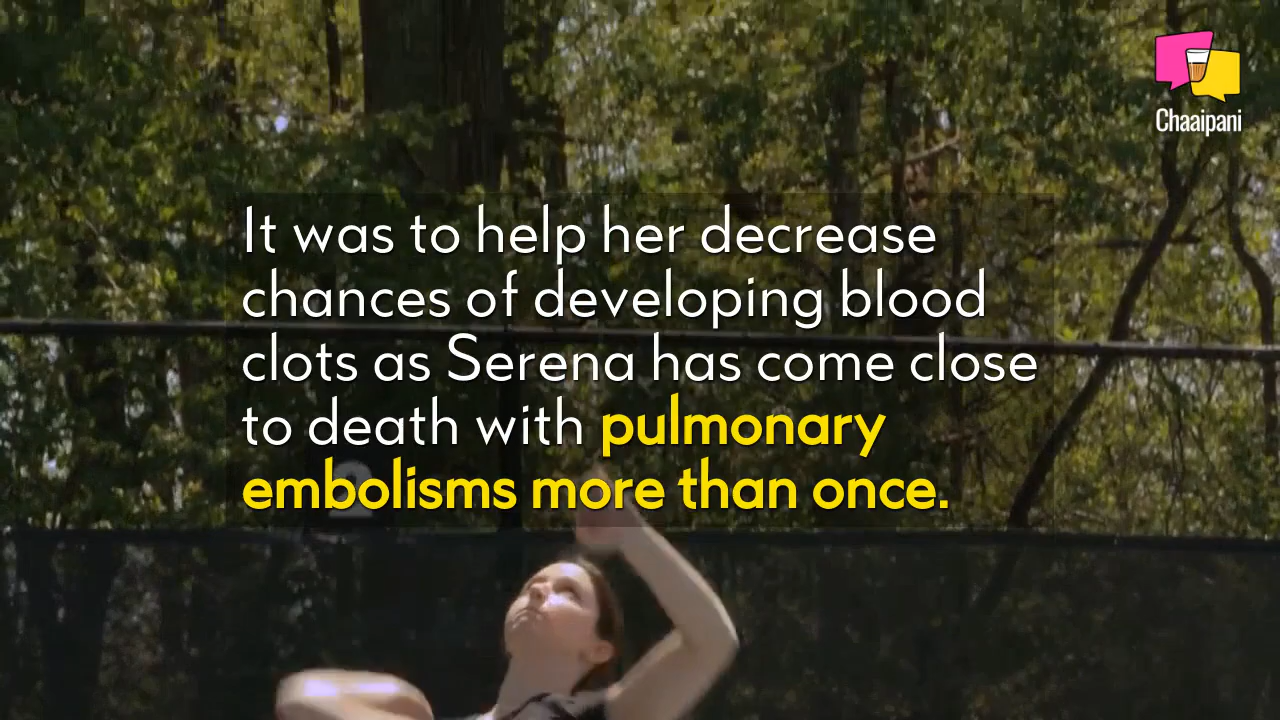 Chaaipani
It was to help her decrease
chances of developing blood
clots as Serena has come close
to death with pulmonary
embolisms more than once.